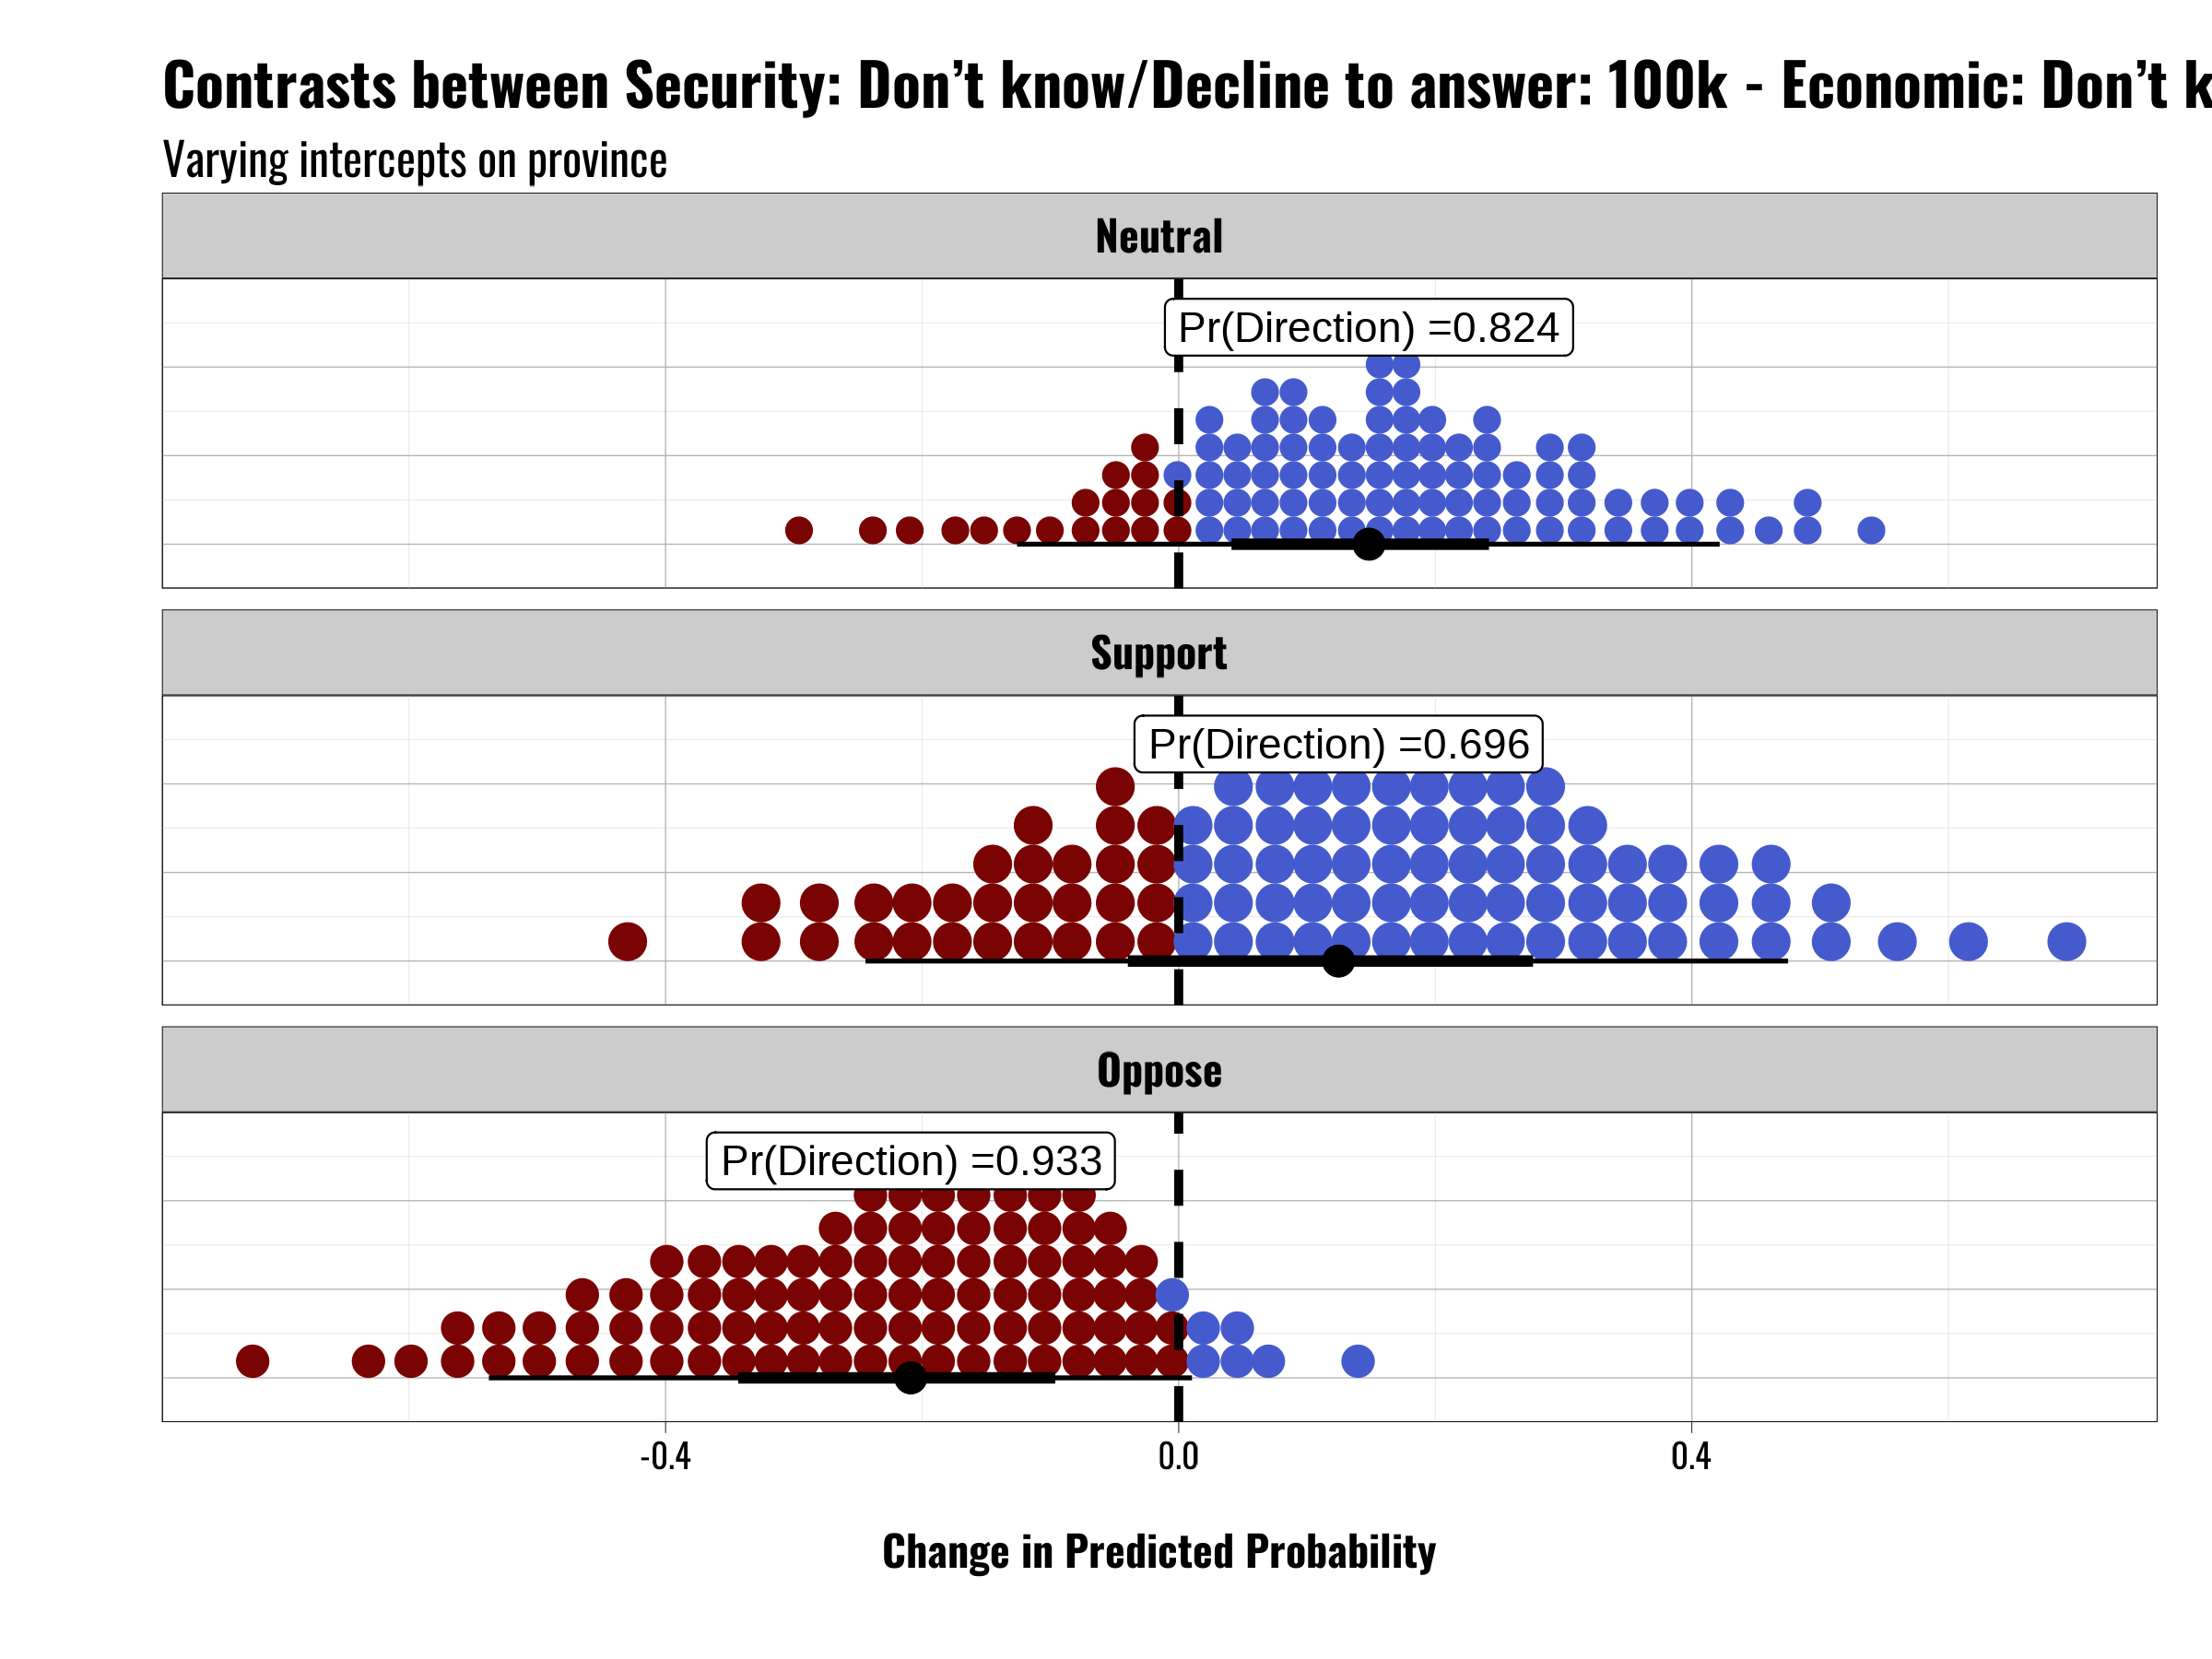 Contrasts between Security: Don’t know/Decline to answer: 100k - Economic: Don’t k
Varying intercepts on province
Neutral
Pr(Direction) =0.824
Support
Pr(Direction) =0.696
Oppose
Pr(Direction) =0.933
-0.4 0.0 0.4
Change in Predicted Probability